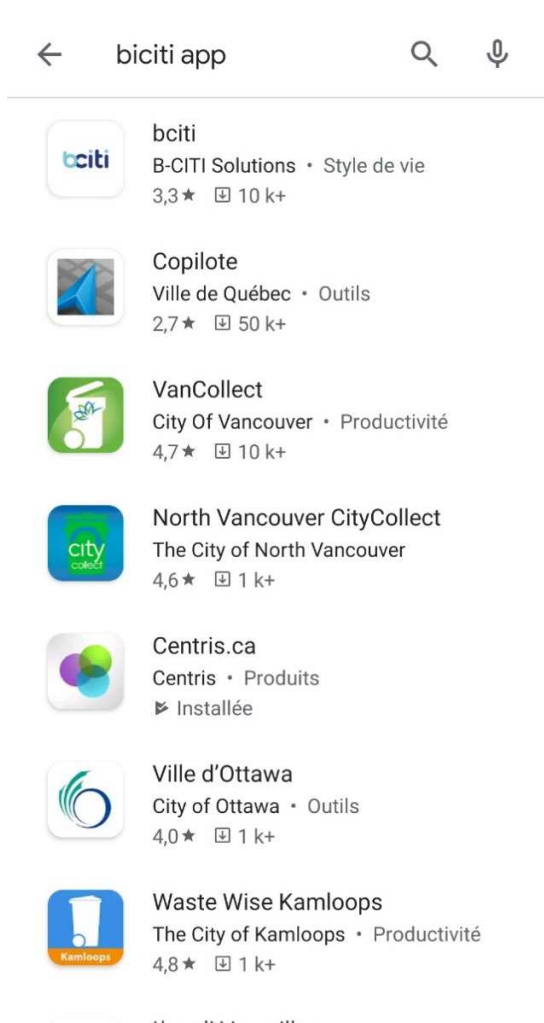 biciti app
bciti
bciti
B-CITI Solutions • Style de vie
3,3★ 10 k+
Copilote
Ville de Québec • Outils
2,7★ 50 k+
VanCollect
City Of Vancouver • Productivité
4,7★ 10 k+
North Vancouver CityCollect
city
collect
The City of North Vancouver
4,6★ 1 k+
Centris.ca
Centris • Produits
Installée
Ville d'Ottawa
City of Ottawa • Outils
4,0★ 1 k+
Waste Wise Kamloops
The City of Kamloops • Productivité
Kamloops
4,8★ 1 k+